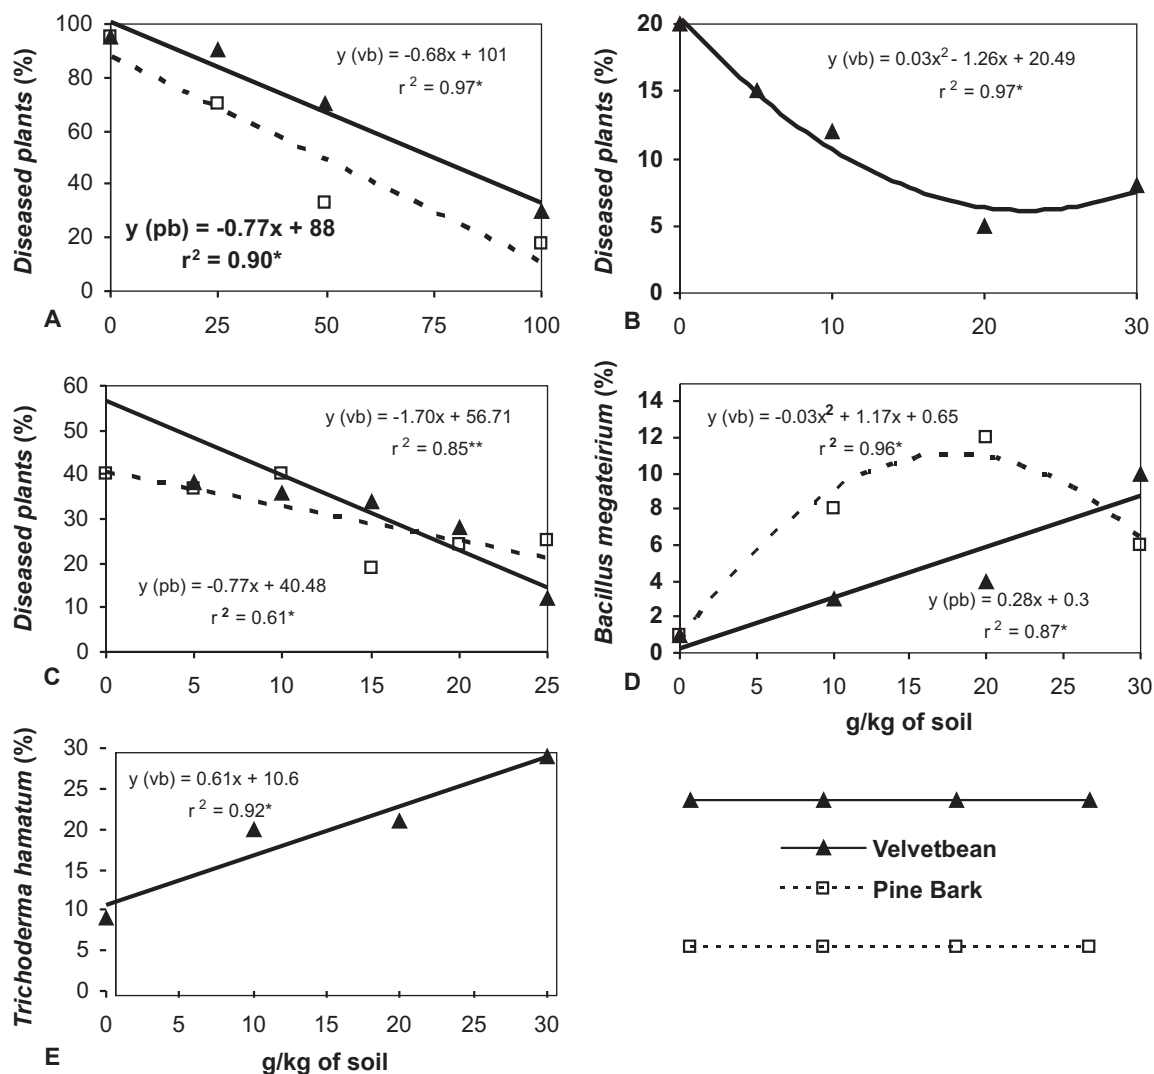 Diseased plants (%)
100
80
60
40
20
0
y (vb) = -0.68x + 101
r² = 0.97*
y (pb) = -0.77x + 88
r² = 0.90*
A
0 25 50 75 100
Diseased plants (%)
20
15
10
5
0
y (vb) = 0.03x² - 1.26x + 20.49
r² = 0.97*
B
0 10 20 30
Diseased plants (%)
60
50
40
30
20
10
0
y (vb) = -1.70x + 56.71
r² = 0.85**
y (pb) = -0.77x + 40.48
r² = 0.61*
C
0 5 10 15 20 25
Bacillus megateirium (%)
14
12
10
8
6
4
2
0
y (vb) = -0.03x² + 1.17x + 0.65
r² = 0.96*
y (pb) = 0.28x + 0.3
r² = 0.87*
D
0 5 10 15 20 25 30
g/kg of soil
Trichoderma hamatum (%)
30
25
20
15
10
5
0
y (vb) = 0.61x + 10.6
r² = 0.92*
E
0 5 10 15 20 25 30
g/kg of soil
Velvetbean
Pine Bark